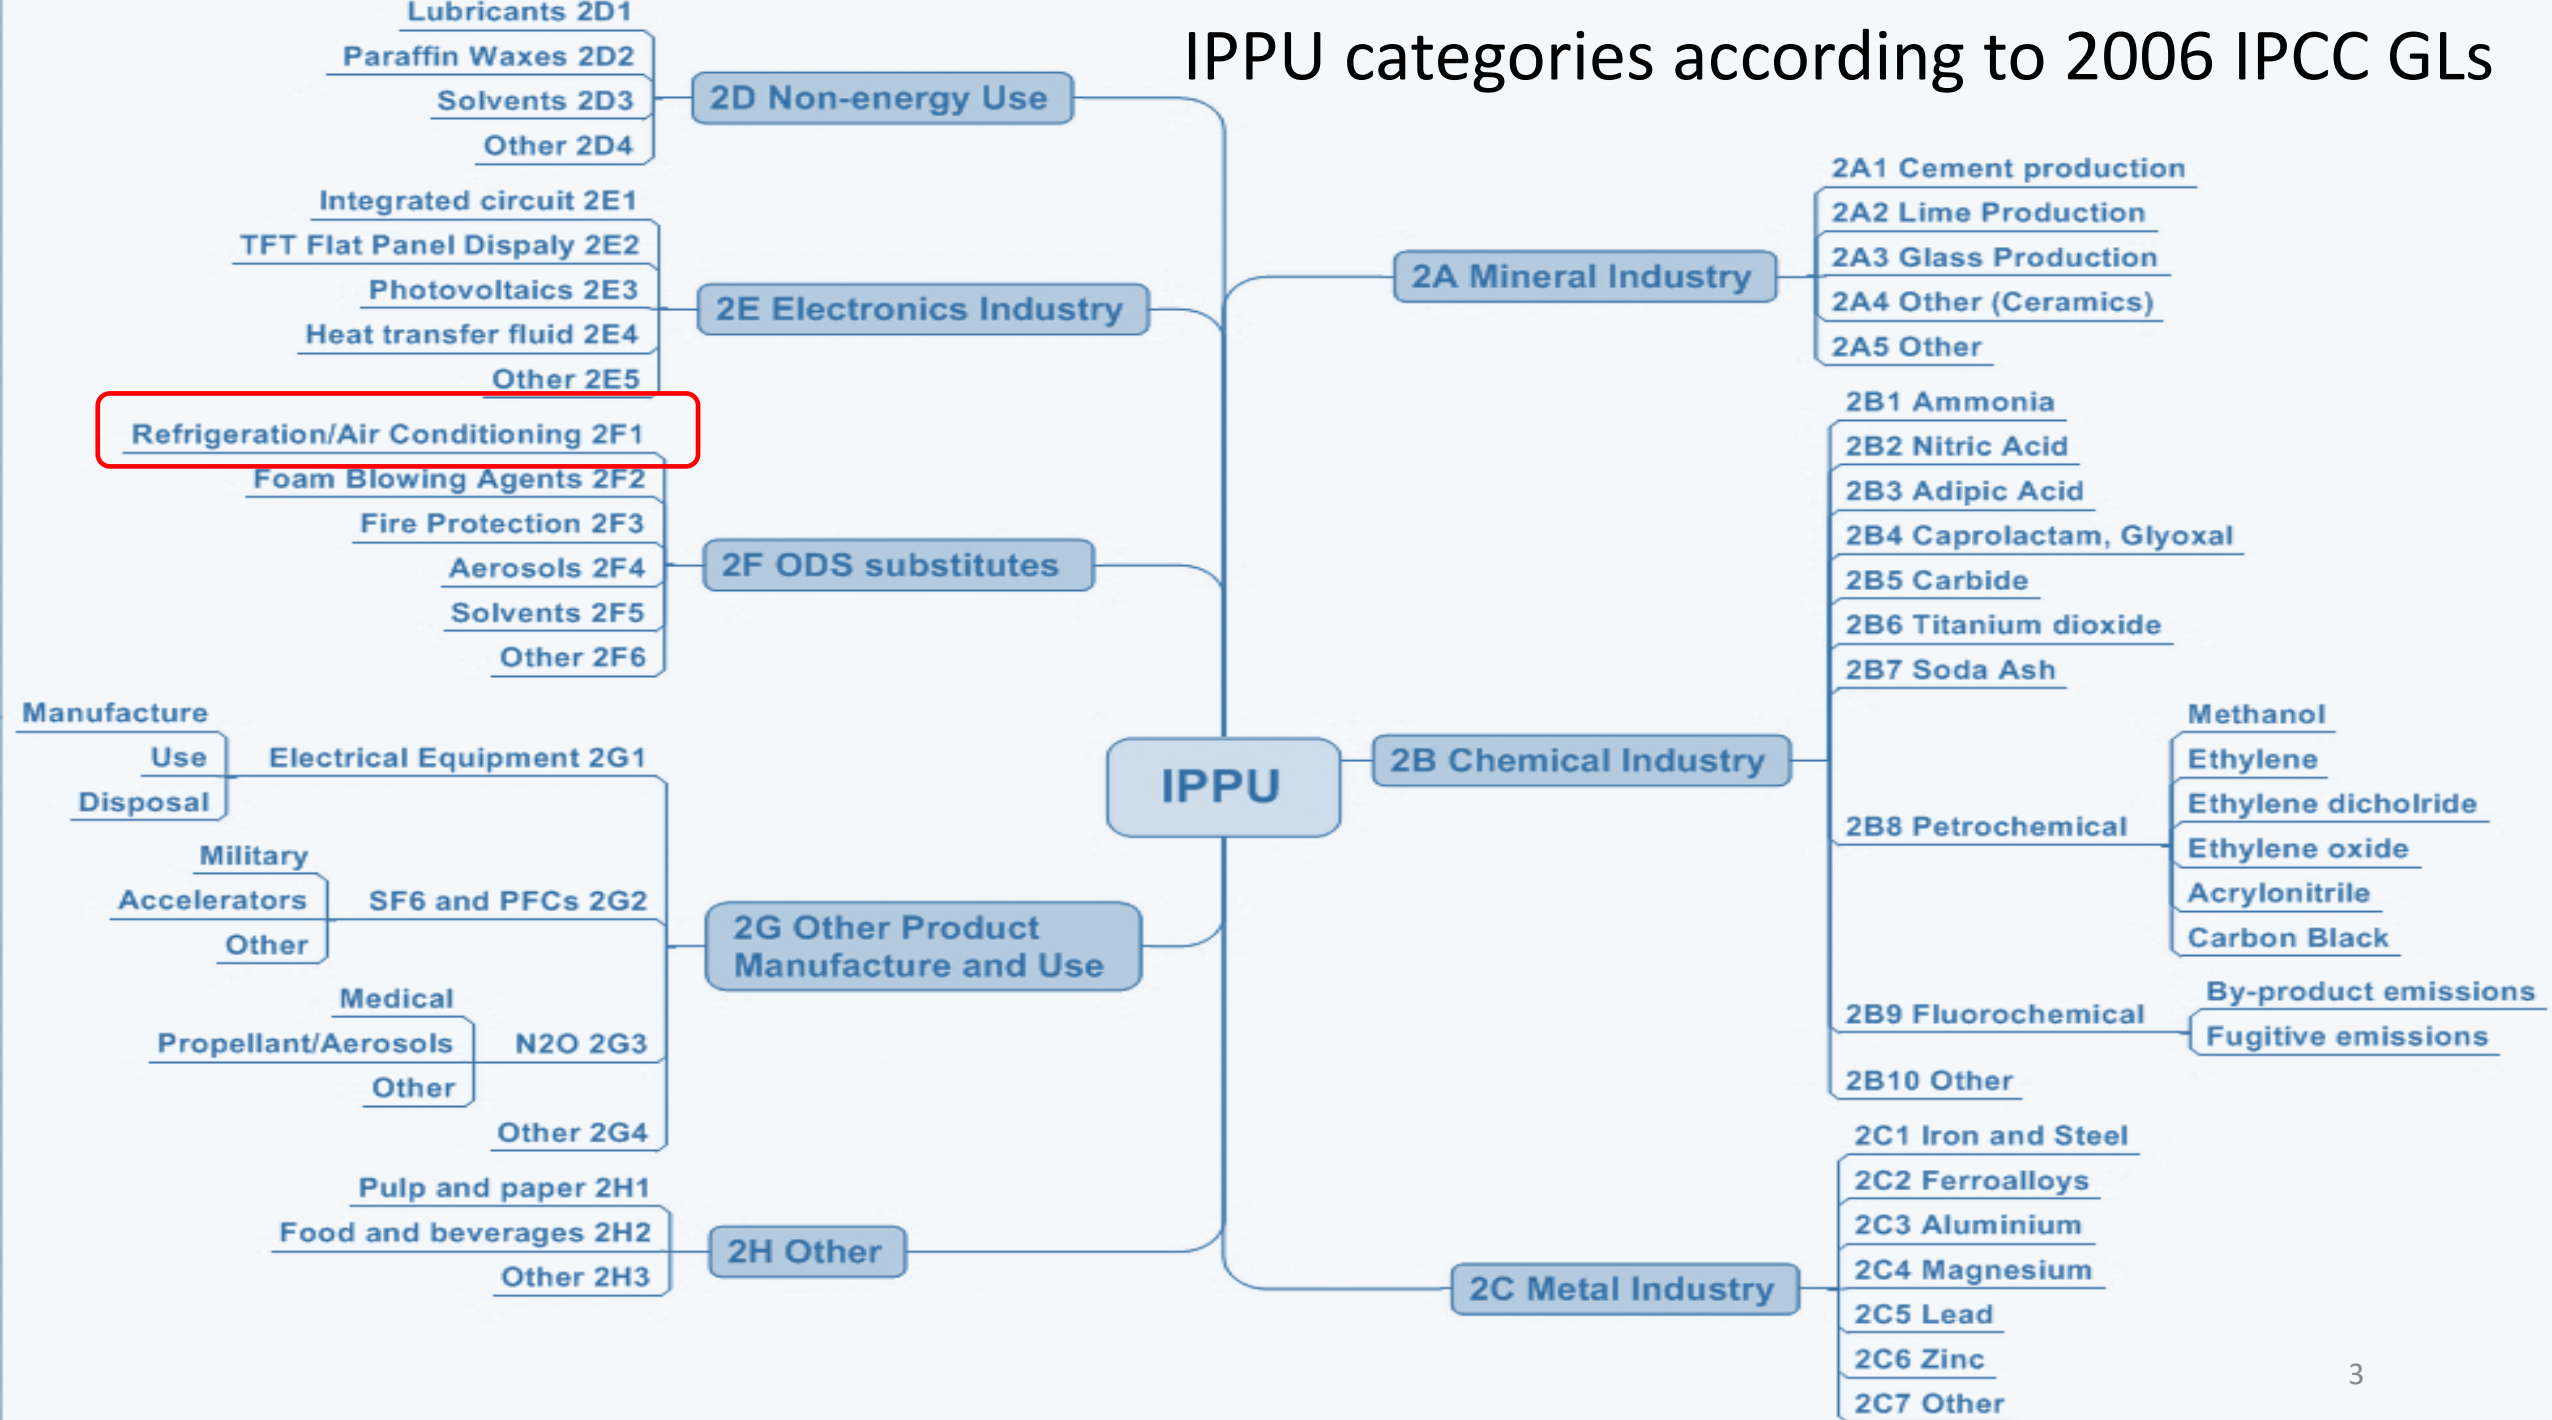 IPPU categories according to 2006 IPCC GLs
Lubricants 2D1
Paraffin Waxes 2D2
Solvents 2D3
Other 2D4
2D Non-energy Use
Integrated circuit 2E1
TFT Flat Panel Dispaly 2E2
Photovoltaics 2E3
Heat transfer fluid 2E4
Other 2E5
2E Electronics Industry
Refrigeration/Air Conditioning 2F1
Foam Blowing Agents 2F2
Fire Protection 2F3
Aerosols 2F4
Solvents 2F5
Other 2F6
2F ODS substitutes
Manufacture
Use
Disposal
Electrical Equipment 2G1
Military
Accelerators
Other
SF6 and PFCs 2G2
Medical
Propellant/Aerosols
Other
N2O 2G3
Other 2G4
2G Other Product
Manufacture and Use
Pulp and paper 2H1
Food and beverages 2H2
Other 2H3
2H Other
IPPU
2A Mineral Industry
2A1 Cement production
2A2 Lime Production
2A3 Glass Production
2A4 Other (Ceramics)
2A5 Other
2B Chemical Industry
2B1 Ammonia
2B2 Nitric Acid
2B3 Adipic Acid
2B4 Caprolactam, Glyoxal
2B5 Carbide
2B6 Titanium dioxide
2B7 Soda Ash
2B8 Petrochemical
Methanol
Ethylene
Ethylene dicholride
Ethylene oxide
Acrylonitrile
Carbon Black
2B9 Fluorochemical
By-product emissions
Fugitive emissions
2B10 Other
2C Metal Industry
2C1 Iron and Steel
2C2 Ferroalloys
2C3 Aluminium
2C4 Magnesium
2C5 Lead
2C6 Zinc
2C7 Other
3